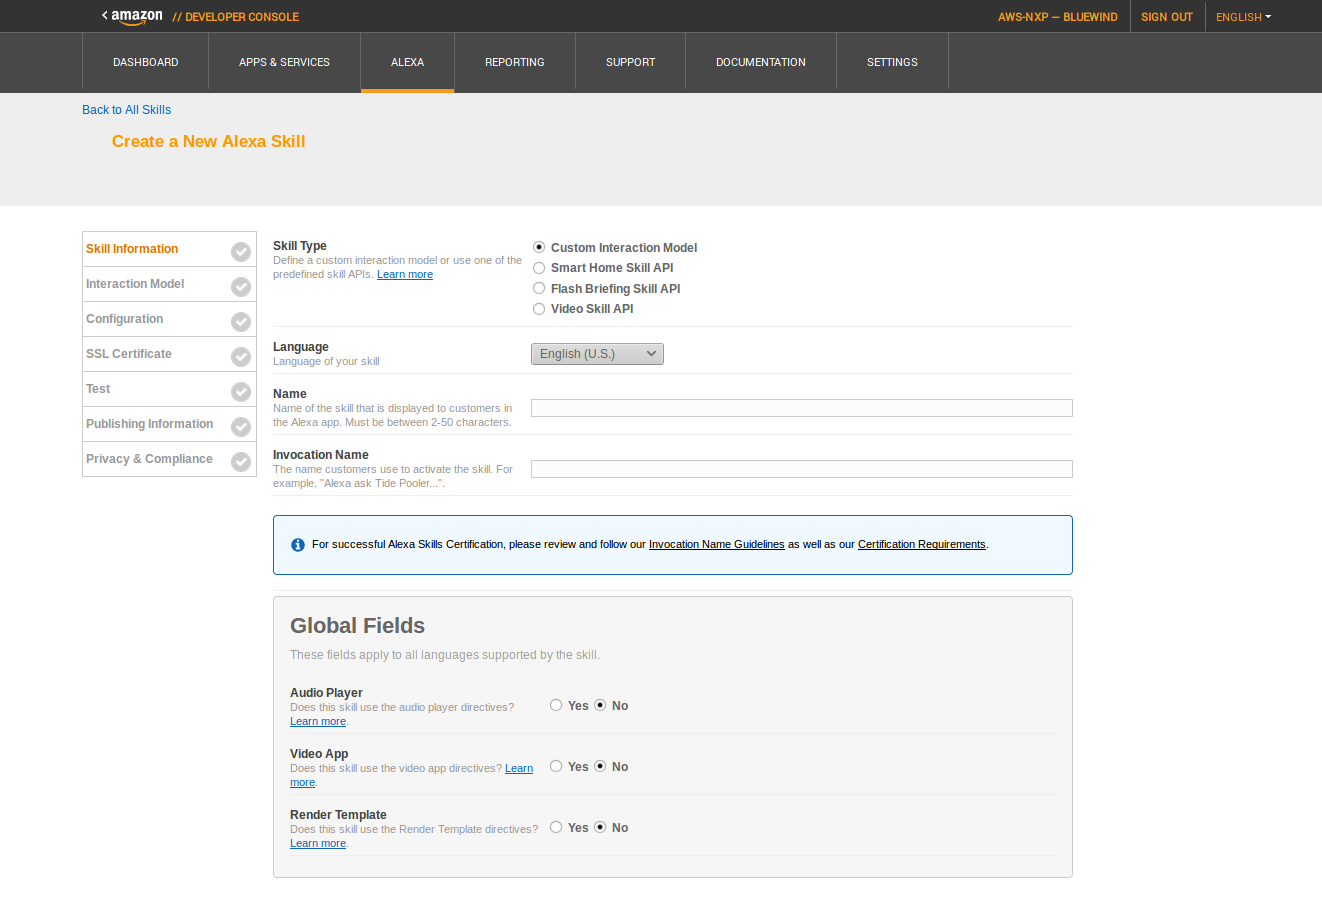 amazon // DEVELOPER CONSOLE
AWS-NXP – BLUEWIND
SIGN OUT
ENGLISH
DASHBOARD
APPS & SERVICES
ALEXA
REPORTING
SUPPORT
DOCUMENTATION
SETTINGS
Back to All Skills
Create a New Alexa Skill
Skill Information
Interaction Model
Configuration
SSL Certificate
Test
Publishing Information
Privacy & Compliance
Skill Type
Define a custom interaction model or use one of the
predefined skill APIs. Learn more
Custom Interaction Model
Smart Home Skill API
Flash Briefing Skill API
Video Skill API
Language
Language of your skill
English (U.S.)
Name
Name of the skill that is displayed to customers in
the Alexa app. Must be between 2-50 characters.
Invocation Name
The name customers use to activate the skill. For
example, "Alexa ask Tide Pooler...".
For successful Alexa Skills Certification, please review and follow our Invocation Name Guidelines as well as our Certification Requirements.
Global Fields
These fields apply to all languages supported by the skill.
Audio Player
Does this skill use the audio player directives?
Learn more.
Yes No
Video App
Does this skill use the video app directives? Learn
more.
Yes No
Render Template
Does this skill use the Render Template directives?
Learn more.
Yes No